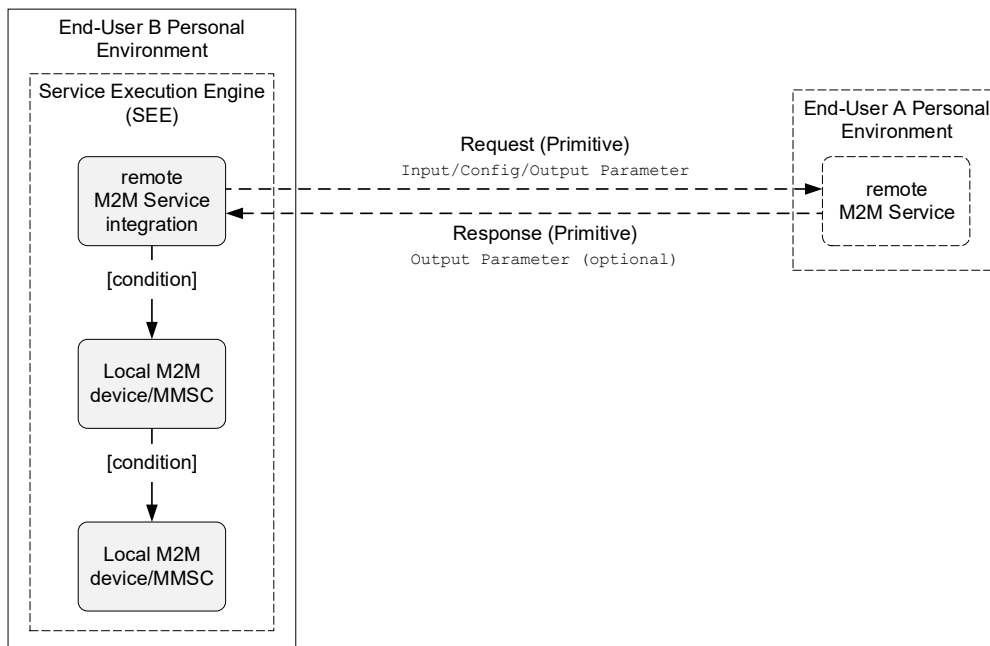 End-User B Personal
Environment
Service Execution Engine
(SEE)
remote
M2M Service
integration
[condition]
Local M2M
device/MMSC
[condition]
Local M2M
device/MMSC
Request (Primitive)
Input/Config/Output Parameter
Response (Primitive)
Output Parameter (optional)
End-User A Personal
Environment
remote
M2M Service